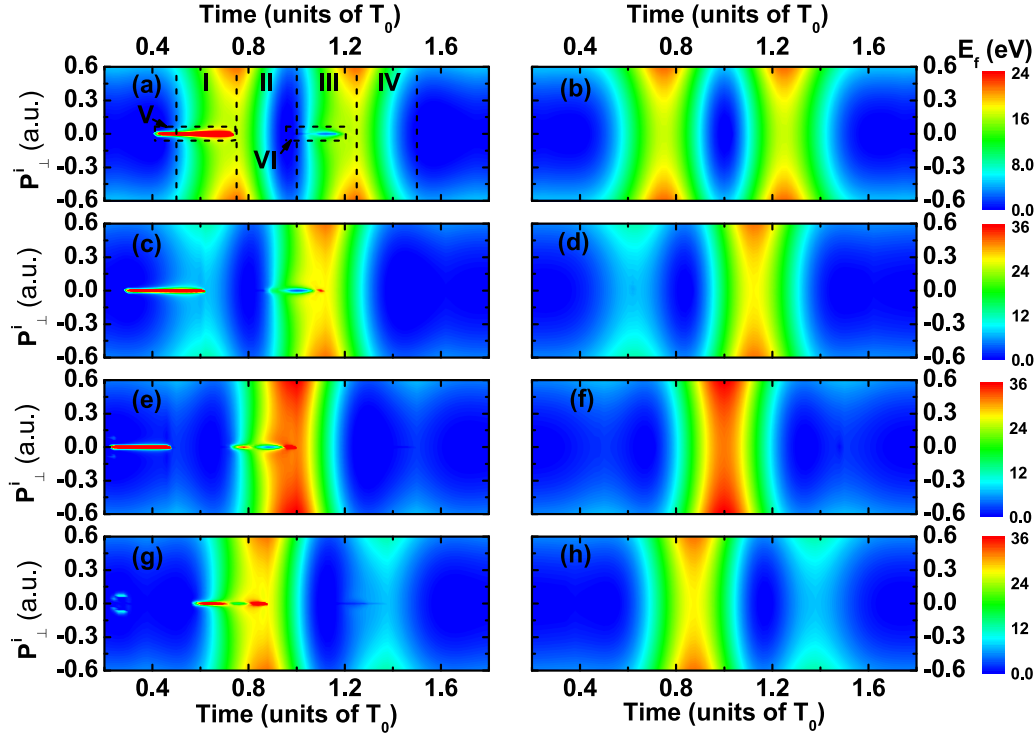 Time (units of T0) Time (units of T0)
0.4 0.8 1.2 1.6 0.4 0.8 1.2 1.6 Ef (eV)
0.6 (a) I II III IV (b) 0.6 24
0.3 V 0.3 18
0.0 0.0 12
-0.3 VI -0.3 6.0
-0.6 -0.6 0.0
Pi⊥ (a.u.)
0.6 (c) (d) 0.6 36
0.3 0.3 24
0.0 0.0
-0.3 -0.3 12
-0.6 -0.6 0.0
Pi⊥ (a.u.)
0.6 (e) (f) 0.6 36
0.3 0.3 24
0.0 0.0
-0.3 -0.3 12
-0.6 -0.6 0.0
Pi⊥ (a.u.)
0.6 (g) (h) 0.6 36
0.3 0.3 24
0.0 0.0
-0.3 -0.3 12
-0.6 -0.6 0.0
Pi⊥ (a.u.)
0.4 0.8 1.2 1.6 0.4 0.8 1.2 1.6
Time (units of T0) Time (units of T0)